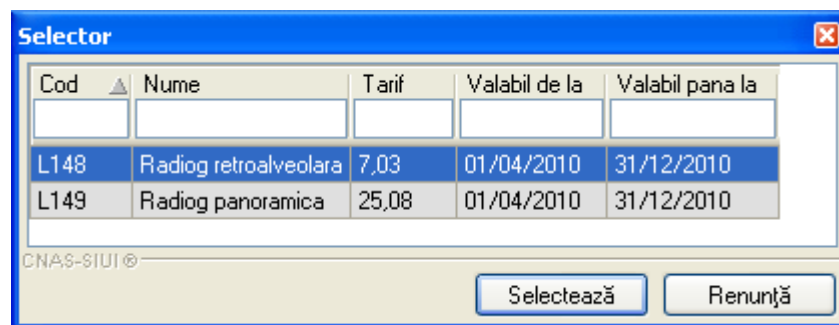 Selector
Cod Nume Tarif Valabil de la Valabil pana la
L148 Radiog retroalveolara 7,03 01/04/2010 31/12/2010
L149 Radiog panoramica 25,08 01/04/2010 31/12/2010
CNAS-SIUI ®
Selectează Renunță